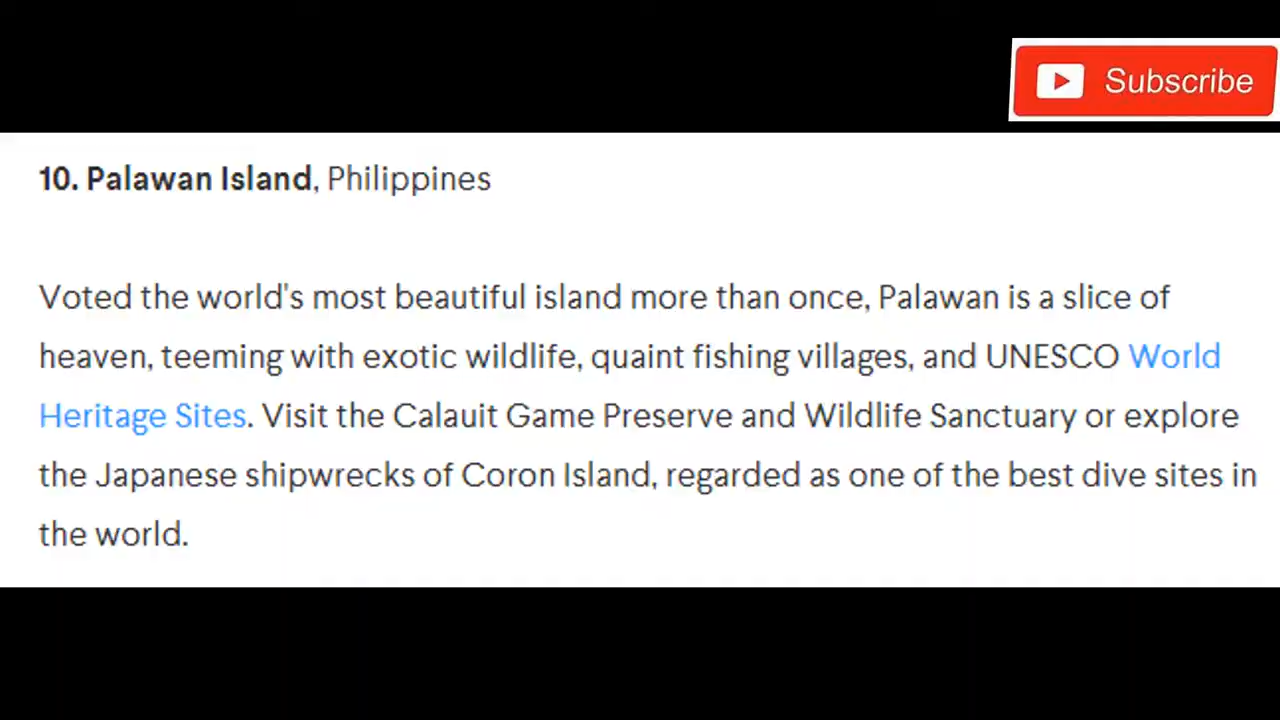 Subscribe
10. Palawan Island, Philippines
Voted the world's most beautiful island more than once, Palawan is a slice of
heaven, teeming with exotic wildlife, quaint fishing villages, and UNESCO World
Heritage Sites. Visit the Calauit Game Preserve and Wildlife Sanctuary or explore
the Japanese shipwrecks of Coron Island, regarded as one of the best dive sites in
the world.